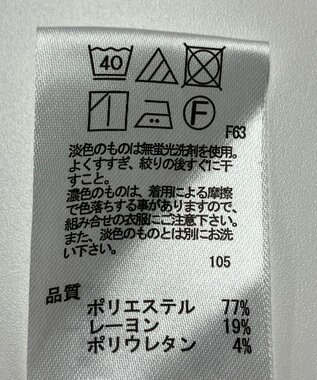 40
F
F63
淡色のものは無蛍光洗剤を使用。
よくすすぎ、絞りの後すぐに干
すこと。
濃色のものは、着用による摩擦
で色落ちする事がありますので、
組み合せの衣服にご注意下さい。
また、淡色のものとは別にお洗
い下さい。
105
品質
ポリエステル 77%
レーヨン 19%
ポリウレタン 4%